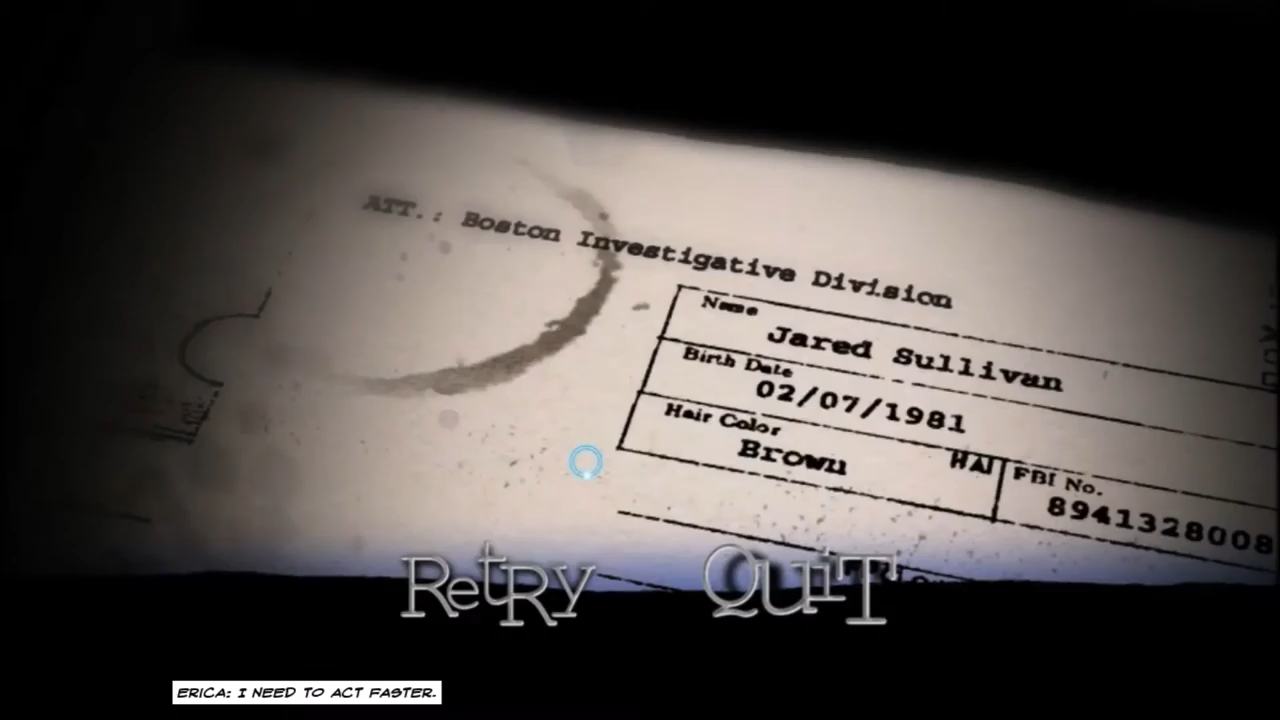 ATT.: Boston Investigative Division
Name
Jared Sullivan
Birth Date
02/07/1981
Hair Color
Brown
HAI
FBI No.
8941328008
Retry
Quit
ERICA: I NEED TO ACT FASTER.